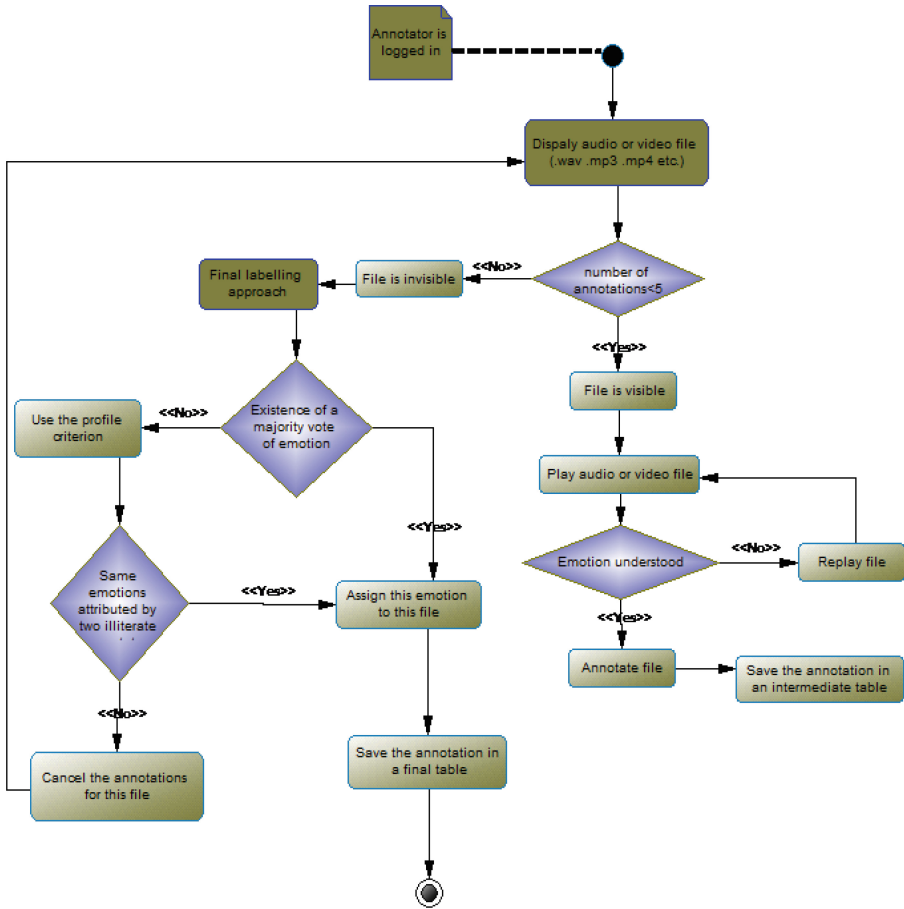 Annotator is
logged in
Dispaly audio or video file
(.wav .mp3 .mp4 etc.)
number of
annotations<5
<<No>>
File is invisible
Final labelling
approach
<<Yes>>
File is visible
Existence of a
majority vote
of emotion
<<No>>
Use the profile
criterion
<<Yes>>
Play audio or video file
Emotion understood
<<No>>
Replay file
Same
emotions
attributed by
two illiterate
<<Yes>>
Assign this emotion
to this file
<<Yes>>
Annotate file
Save the annotation in
an intermediate table
<<No>>
Cancel the annotations
for this file
Save the annotation in
a final table